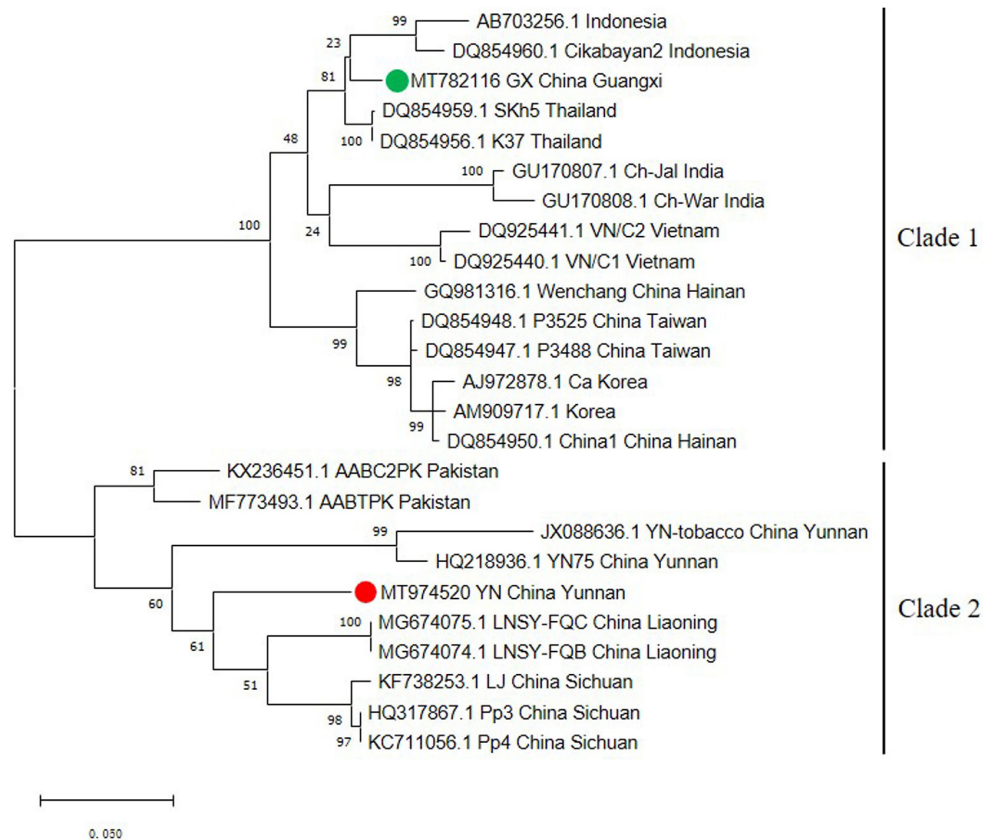 99
AB703256.1 Indonesia
23
DQ854960.1 Cikabayan2 Indonesia
81
MT782116 GX China Guangxi
DQ854959.1 SKh5 Thailand
48
100
DQ854956.1 K37 Thailand
100
GU170807.1 Ch-Jal India
GU170808.1 Ch-War India
100
24
DQ925441.1 VN/C2 Vietnam
Clade 1
100
DQ925440.1 VN/C1 Vietnam
GQ981316.1 Wenchang China Hainan
DQ854948.1 P3525 China Taiwan
99
DQ854947.1 P3488 China Taiwan
98
AJ972878.1 Ca Korea
AM909717.1 Korea
99
DQ854950.1 China1 China Hainan
81
KX236451.1 AABC2PK Pakistan
MF773493.1 AABTPK Pakistan
99
JX088636.1 YN-tobacco China Yunnan
HQ218936.1 YN75 China Yunnan
MT974520 YN China Yunnan
60
Clade 2
100
MG674075.1 LNSY-FQC China Liaoning
61
MG674074.1 LNSY-FQB China Liaoning
51
KF738253.1 LJ China Sichuan
98
HQ317867.1 Pp3 China Sichuan
97
KC711056.1 Pp4 China Sichuan
0.050